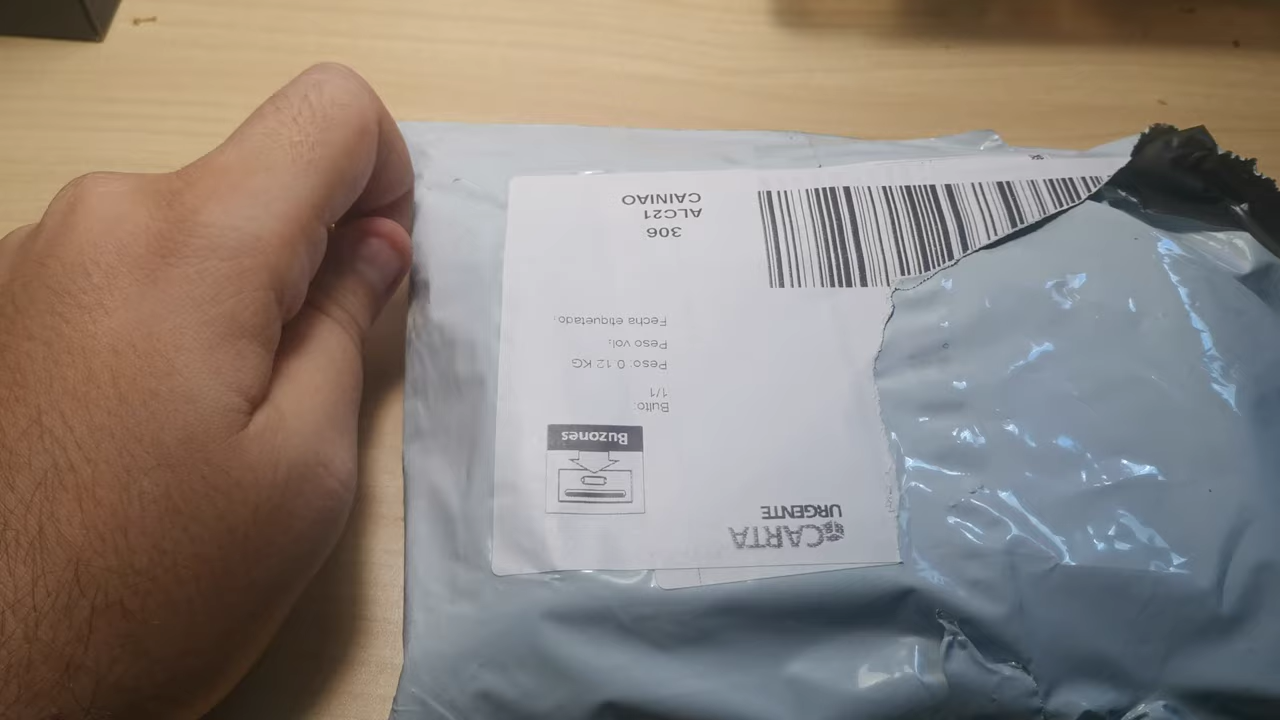 CARTA
URGENTE
Buzones
Bulto:
1/1
Peso: 0.12 KG
Peso vol:
Fecha etiquetado:
306
ALC21
CAINIAO